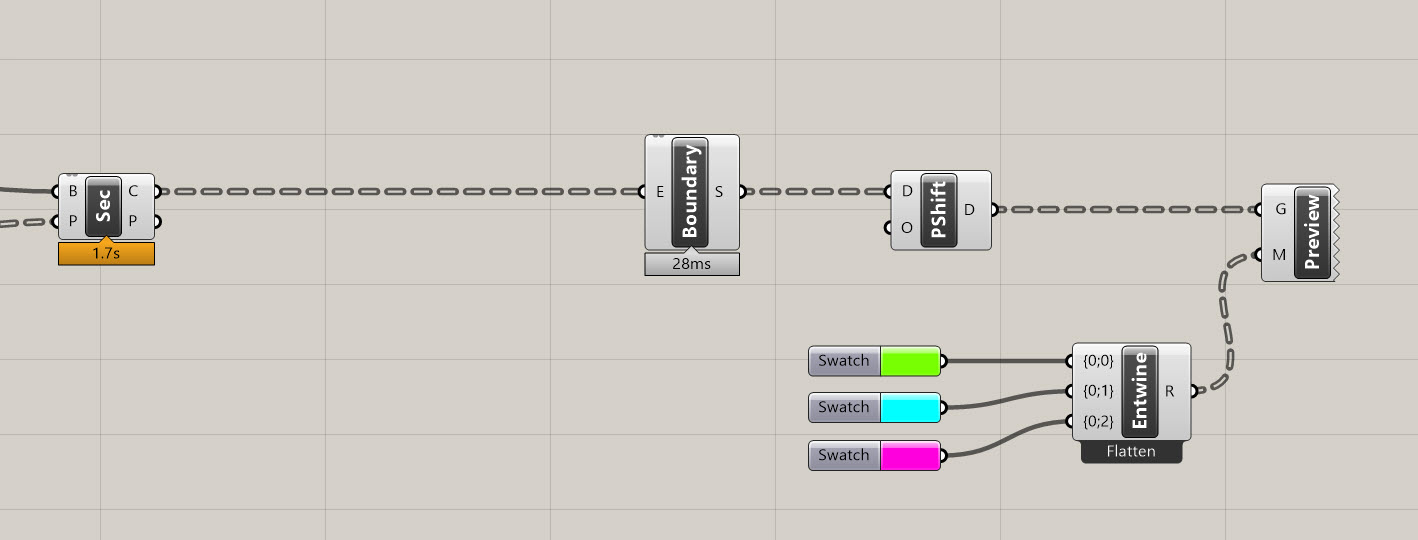 B
Sec
C
P
P
1.7s
E
Boundary
S
28ms
D
PShift
D
O
G
Preview
M
Swatch
Swatch
Swatch
{0;0}
{0;1}
{0;2}
Entwine
R
Flatten